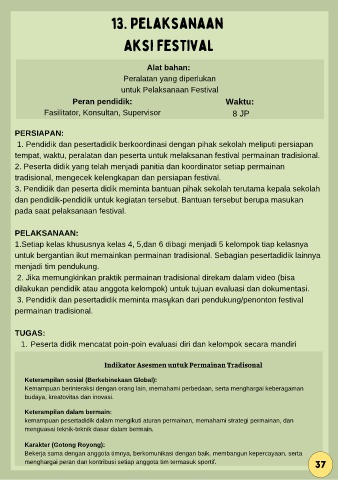 13. PELAKSANAAN
AKSI FESTIVAL
Alat bahan:
Peralatan yang diperlukan
untuk Pelaksanaan Festival
Peran pendidik:
Fasilitator, Konsultan, Supervisor
Waktu:
8 JP
PERSIAPAN:
1. Pendidik dan pesertadidik berkoordinasi dengan pihak sekolah meliputi persiapan
tempat, waktu, peralatan dan peserta untuk melaksanan festival permainan tradisional.
2. Peserta didik yang telah menjadi panitia dan koordinator setiap permainan
tradisional, mengecek kelengkapan dan persiapan festival.
3. Pendidik dan peserta didik meminta bantuan pihak sekolah terutama kepala sekolah
dan pendidik-pendidik untuk kegiatan tersebut. Bantuan tersebut berupa masukan
pada saat pelaksanaan festival.
PELAKSANAAN:
1.Setiap kelas khususnya kelas 4, 5,dan 6 dibagi menjadi 5 kelompok tiap kelasnya
untuk bergantian ikut memainkan permainan tradisional. Sebagian pesertadidik lainnya
menjadi tim pendukung.
2. Jika memungkinkan praktik permainan tradisional direkam dalam video (bisa
dilakukan pendidik atau anggota kelompok) untuk tujuan evaluasi dan dokumentasi.
3. Pendidik dan pesertadidik meminta masukan dari pendukung/penonton festival
permainan tradisional.
TUGAS:
1. Peserta didik mencatat poin-poin evaluasi diri dan kelompok secara mandiri
Indikator Asesmen untuk Permainan Tradisonal
Keterampilan sosial (Berkebinekaan Global):
Kemampuan berinteraksi dengan orang lain, memahami perbedaan, serta menghargai keberagaman
budaya, kreativitas dan inovasi.
Keterampilan dalam bermain:
kemampuan pesertadidik dalam mengikuti aturan permainan, memahami strategi permainan, dan
menguasai teknik-teknik dasar dalam bermain.
Karakter (Gotong Royong):
Bekerja sama dengan anggota timnya, berkomunikasi dengan baik, membangun kepercayaan, serta
menghargai peran dan kontribusi setiap anggota tim termasuk sportif.
37